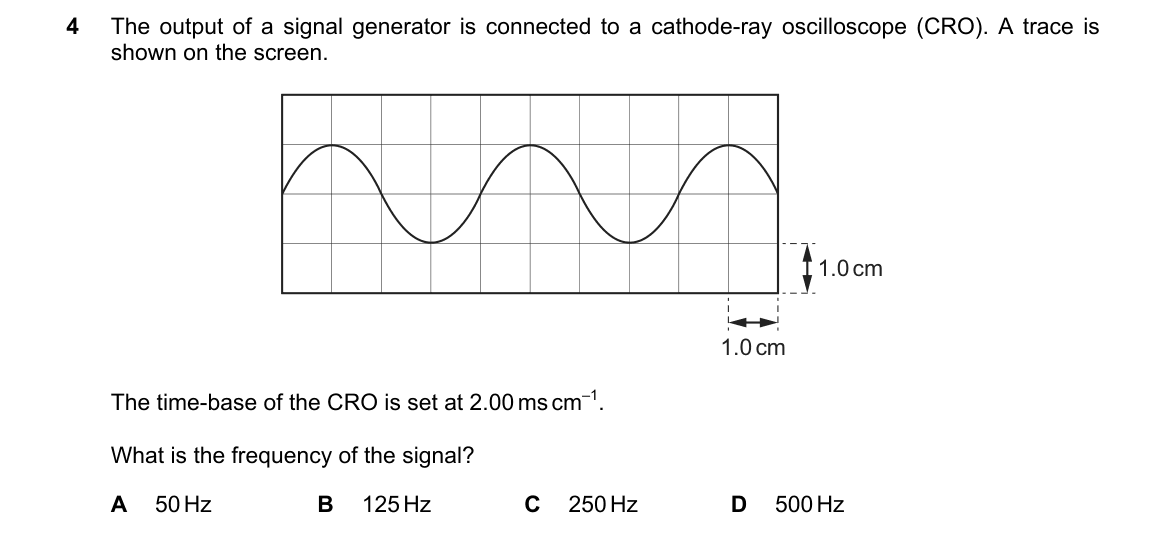 4 The output of a signal generator is connected to a cathode-ray oscilloscope (CRO). A trace is
shown on the screen.
1.0 cm
1.0 cm
The time-base of the CRO is set at 2.00 ms cm⁻¹.
What is the frequency of the signal?
A 50 Hz B 125 Hz C 250 Hz D 500 Hz